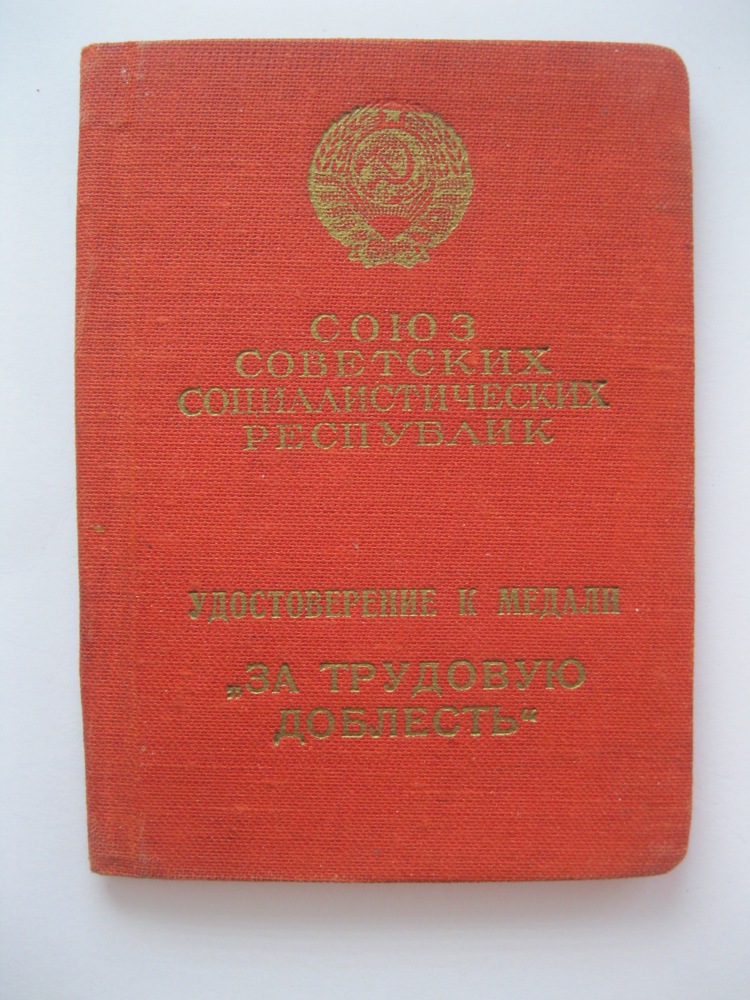 СОЮЗ
СОВЕТСКИХ
СОЦИАЛИСТИЧЕСКИХ
РЕСПУБЛИК
УДОСТОВЕРЕНИЕ К МЕДАЛИ
„ЗА ТРУДОВУЮ
ДОБЛЕСТЬ“